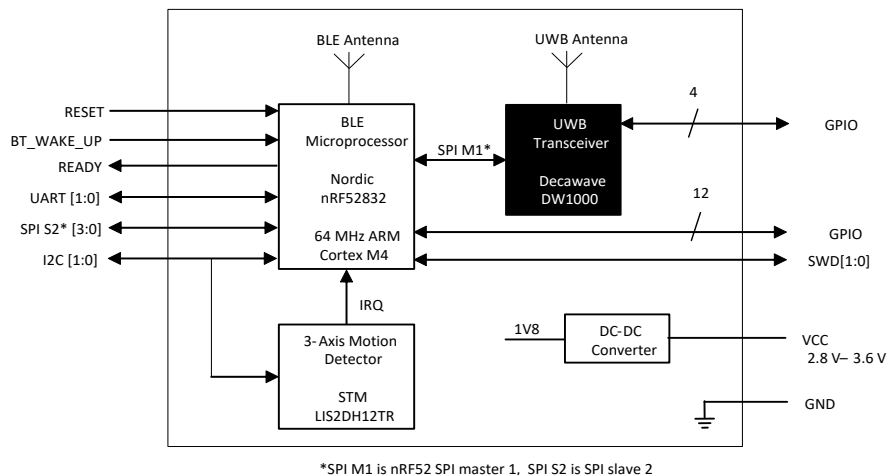 BLE Antenna
UWB Antenna
RESET
BT_WAKE_UP
READY
UART [1:0]
SPI S2* [3:0]
I2C [1:0]
BLE
Microprocessor
Nordic
nRF52832
64 MHz ARM
Cortex M4
SPI M1*
UWB
Transceiver
Decawave
DW1000
4
GPIO
12
GPIO
SWD[1:0]
IRQ
3-Axis Motion
Detector
STM
LIS2DH12TR
1V8
DC-DC
Converter
VCC
2.8 V– 3.6 V
GND
*SPI M1 is nRF52 SPI master 1, SPI S2 is SPI slave 2